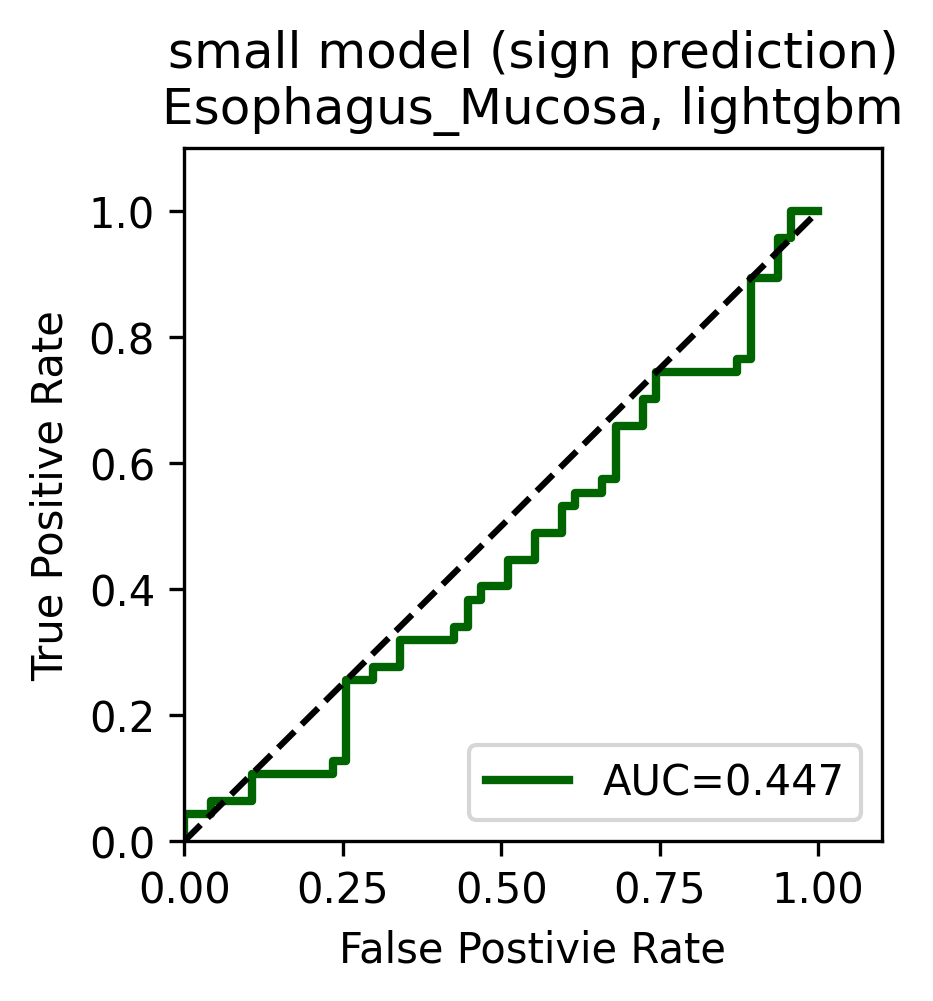 small model (sign prediction)
Esophagus_Mucosa, lightgbm
1.0
0.8
0.6
0.4
0.2
0.0
True Positive Rate
AUC=0.447
0.00 0.25 0.50 0.75 1.00
False Postivie Rate